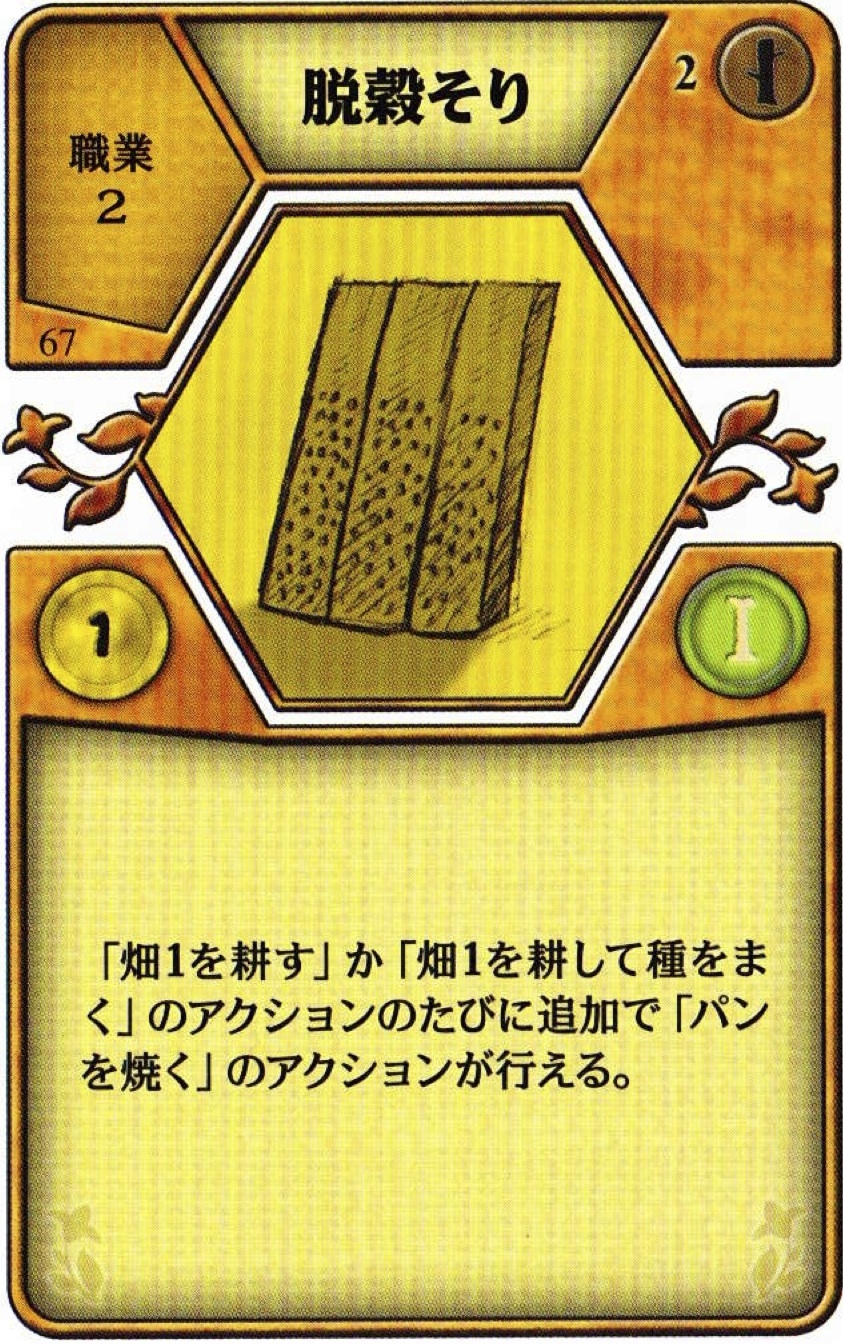 脱穀そり
2
職業
2
67
1
I
「畑1を耕す」か「畑1を耕して種をま
く」のアクションのたびに追加で「パン
を焼く」のアクションが行える。